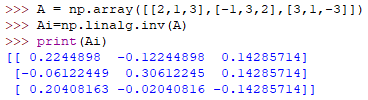 >>> A = np.array([[2,1,3],[-1,3,2],[3,1,-3]])
>>> Ai=np.linalg.inv(A)
>>> print(Ai)
[[ 0.2244898  -0.12244898  0.14285714]
 [-0.06122449  0.30612245  0.14285714]
 [ 0.20408163 -0.02040816 -0.14285714]]